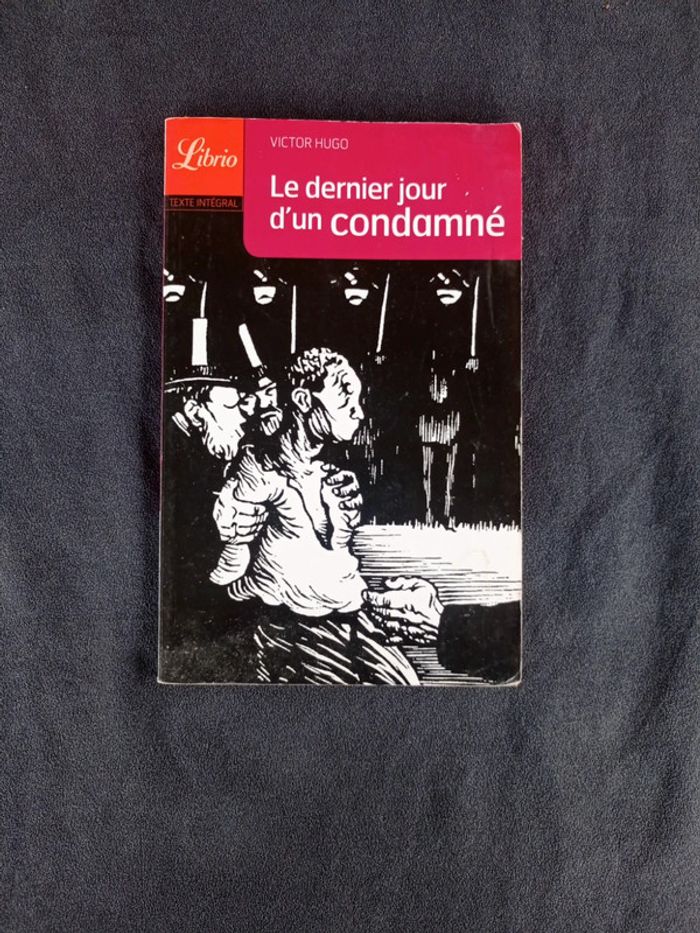 Librio
TEXTE INTÉGRAL
VICTOR HUGO
Le dernier jour
d'un condamné